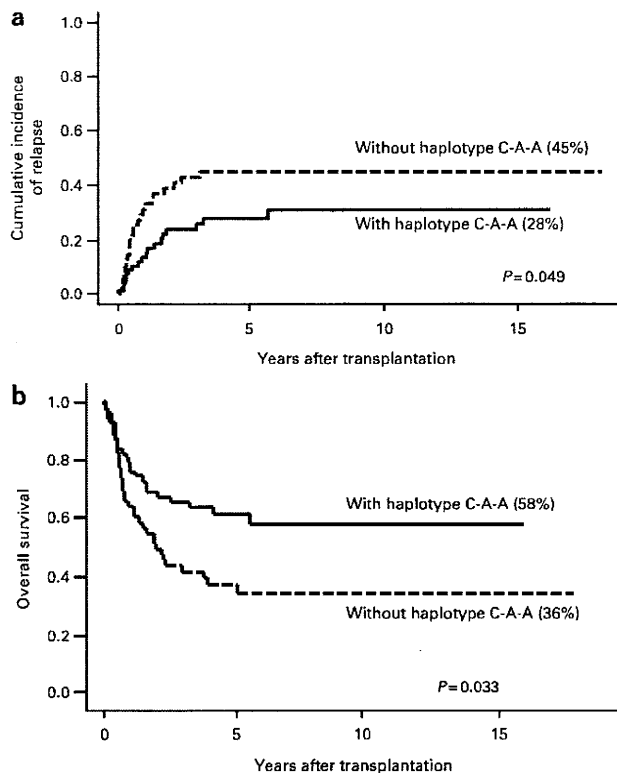 a
1.0
0.8
0.6
0.4
0.2
0.0
Cumulative incidence
of relapse
Without haplotype C-A-A (45%)
With haplotype C-A-A (28%)
P=0.049
0
5
10
15
Years after transplantation
b
1.0
0.8
0.6
0.4
0.2
0.0
Overall survival
With haplotype C-A-A (58%)
Without haplotype C-A-A (36%)
P=0.033
0
5
10
15
Years after transplantation